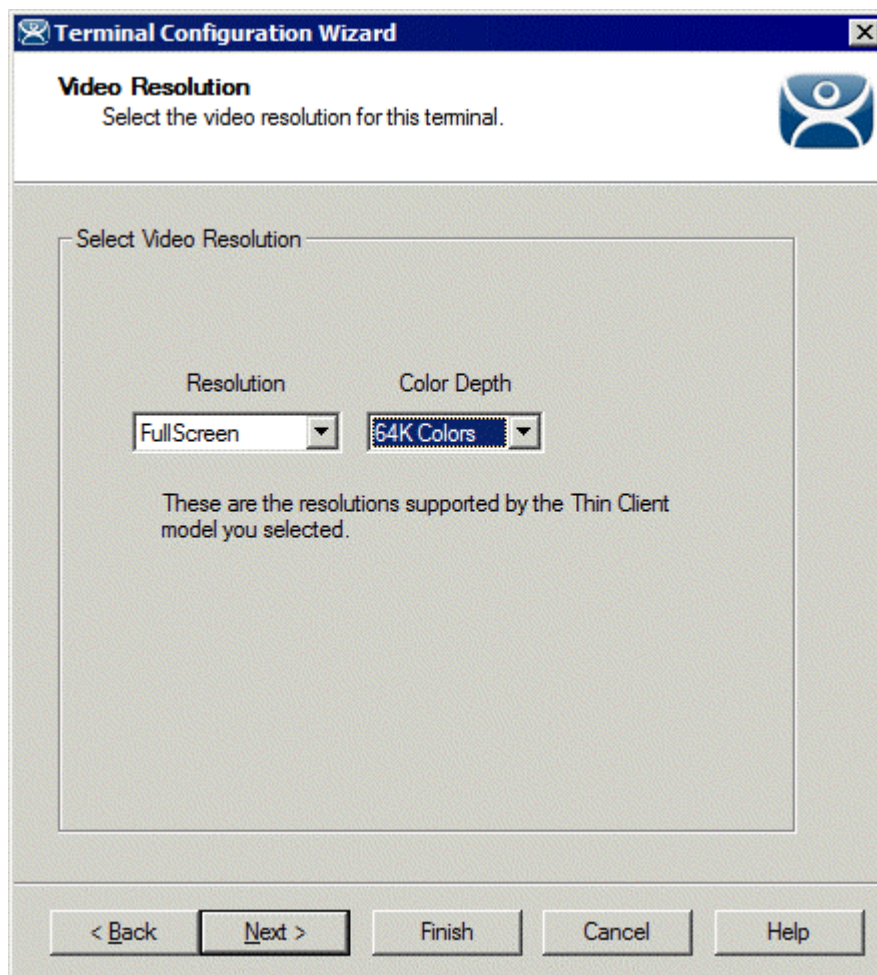 Terminal Configuration Wizard
Video Resolution
Select the video resolution for this terminal.
Select Video Resolution
Resolution Color Depth
FullScreen 64K Colors
These are the resolutions supported by the Thin Client
model you selected.
< Back Next > Finish Cancel Help